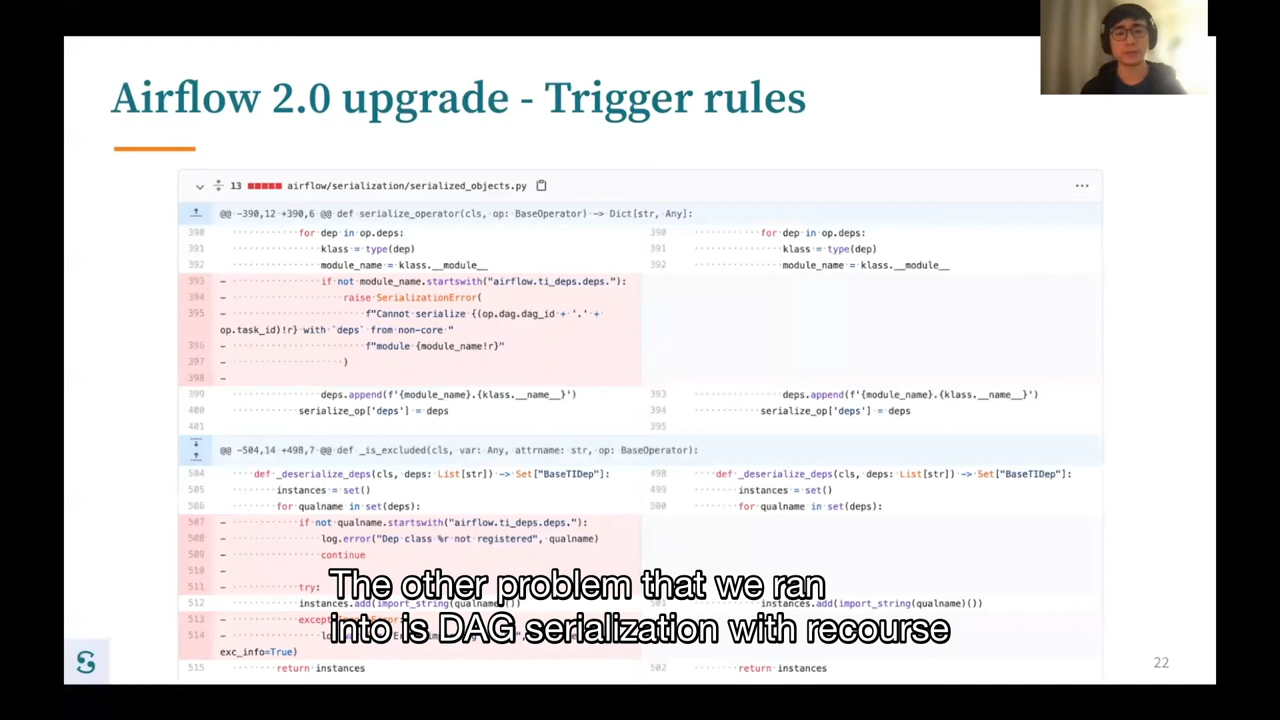 Airflow 2.0 upgrade - Trigger rules
13 airflow/serialization/serialized_objects.py
@@ -390,12 +390,6 @@ def serialize_operator(cls, op: BaseOperator) -> Dict[str, Any]:
390 for dep in op.deps: 390 for dep in op.deps:
391 klass = type(dep) 391 klass = type(dep)
392 module_name = klass.__module__ 392 module_name = klass.__module__
393 - if not module_name.startswith("airflow.ti_deps.deps."):
394 - raise SerializationError(
395 - f"Cannot serialize {(op.dag.dag_id + '.' +
op.task_id)!r} with `deps` from non-core "
396 - f"module {module_name!r}"
397 - )
398 -
399 deps.append(f'{module_name}.{klass.__name__}') 393 deps.append(f'{module_name}.{klass.__name__}')
400 serialize_op['deps'] = deps 394 serialize_op['deps'] = deps
401 395
@@ -504,14 +498,7 @@ def _is_excluded(cls, var: Any, attrname: str, op: BaseOperator):
504 def _deserialize_deps(cls, deps: List[str]) -> Set["BaseTIDep"]: 498 def _deserialize_deps(cls, deps: List[str]) -> Set["BaseTIDep"]:
505 instances = set() 499 instances = set()
506 for qualname in set(deps): 500 for qualname in set(deps):
507 - if not qualname.startswith("airflow.ti_deps.deps."):
508 - log.error("Dep class %r not registered", qualname)
509 - continue
510 -
511 - try:
The other problem that we ran
512 instances.add(import_string(qualname)()) instances.add(import_string(qualname)())
513 -
into is DAG serialization with recourse
514 -
exc_info=True)
515 return instances 502 return instances
22